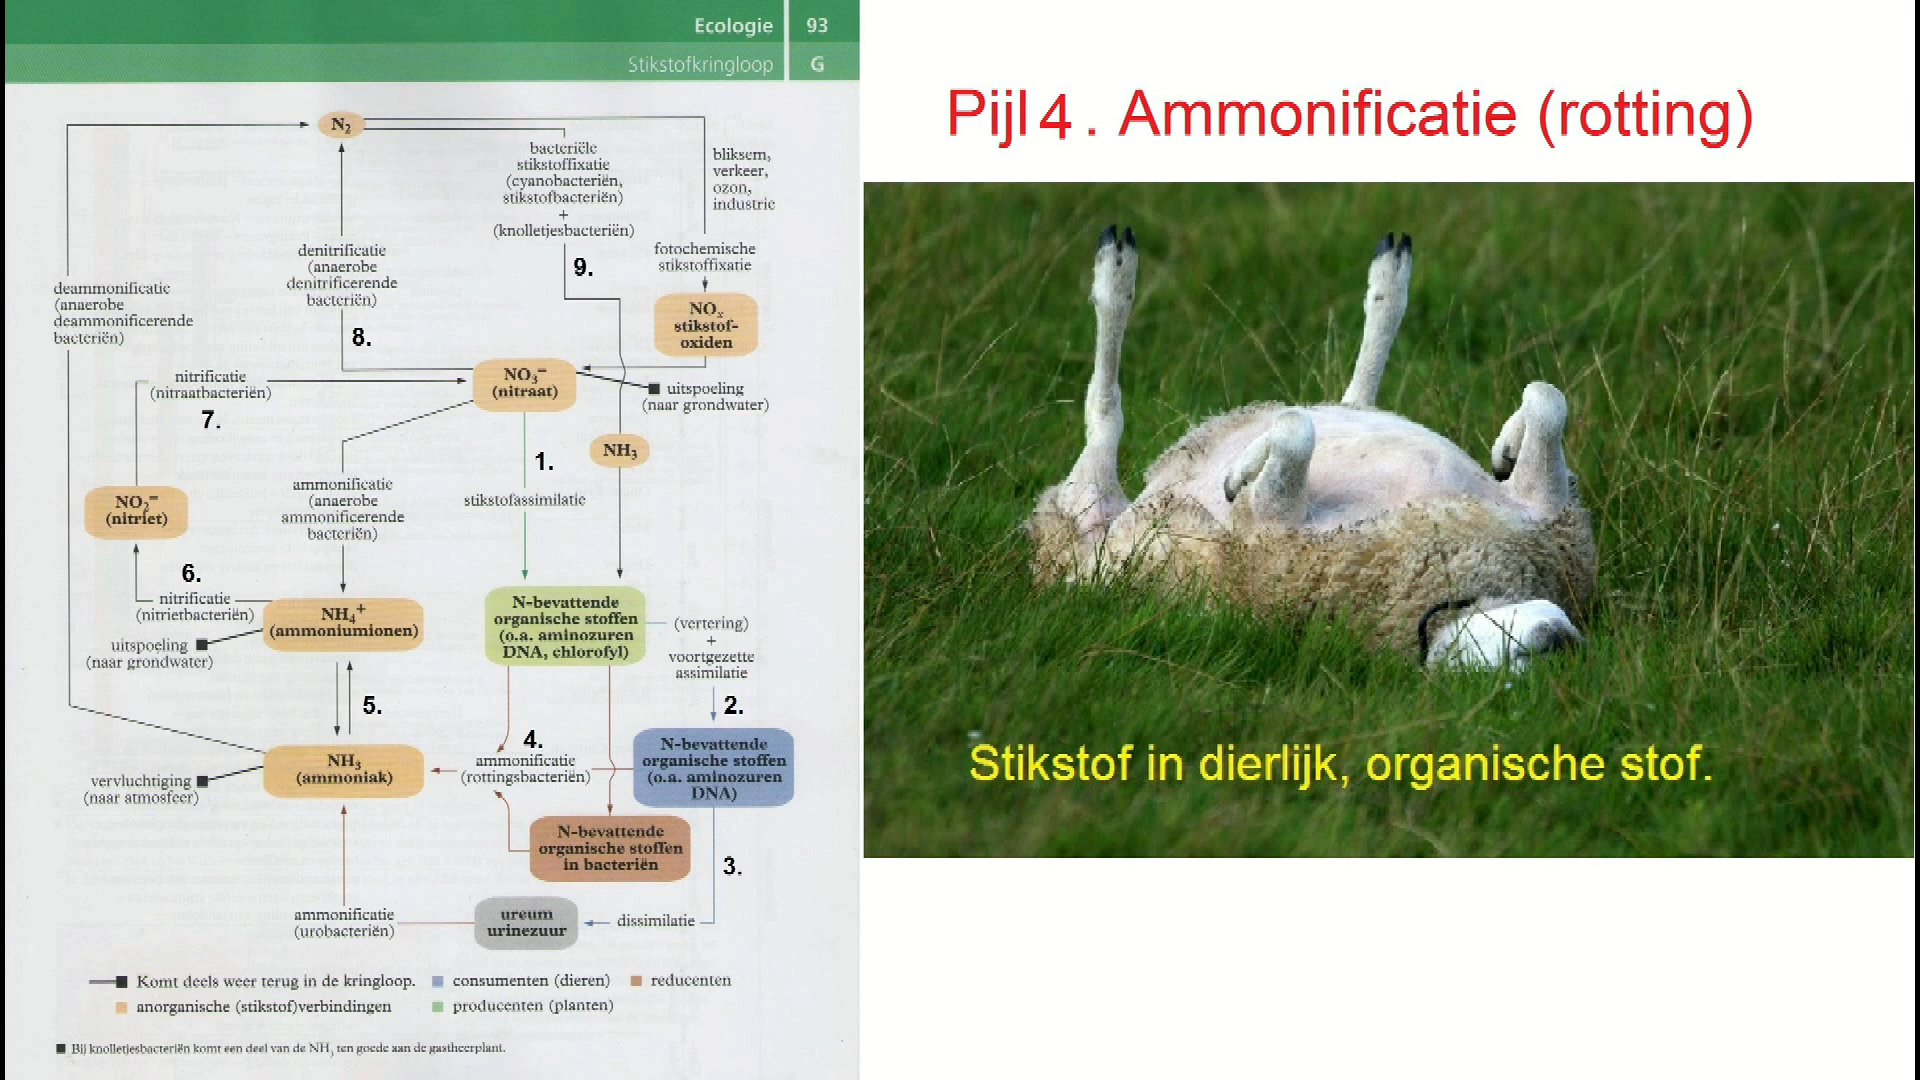 Ecologie 93
Stikstofkringloop G
N₂
bacteriële
stikstoffixatie
(cyanobacteriën,
stikstofbacteriën)
+
(knolletjesbacteriën)
bliksem,
verkeer,
ozon,
industrie
denitrificatie
(anaerobe
denitrificerende
bacteriën)
9.
fotochemische
stikstoffixatie
deammonificatie
(anaerobe
deammonificerende
bacteriën)
8.
NOₓ
stikstof-
oxiden
nitrificatie
(nitraatbacteriën)
7.
NO₃⁻
(nitraat)
uitspoeling
(naar grondwater)
1.
NH₃
NO₂⁻
(nitriet)
ammonificatie
(anaerobe
ammonificerende
bacteriën)
stikstofassimilatie
6.
nitrificatie
(nitrietbacteriën)
NH₄⁺
(ammoniumionen)
N-bevattende
organische stoffen
(o.a. aminozuren
DNA, chlorofyl)
(vertering)
+
voortgezette
assimilatie
uitspoeling
(naar grondwater)
5.
2.
4.
ammonificatie
(rottingsbacteriën)
N-bevattende
organische stoffen
(o.a. aminozuren
DNA)
NH₃
(ammoniak)
vervluchtiging
(naar atmosfeer)
N-bevattende
organische stoffen
in bacteriën
3.
ammonificatie
(urobacteriën)
ureum
urinezuur
dissimilatie
Komt deels weer terug in de kringloop. consumenten (dieren) reducenten
anorganische (stikstof)verbindingen producenten (planten)
Bij knolletjesbacteriën komt een deel van de NH₃ ten goede aan de gastheerplant.
Pijl 4. Ammonificatie (rotting)
Stikstof in dierlijk, organische stof.